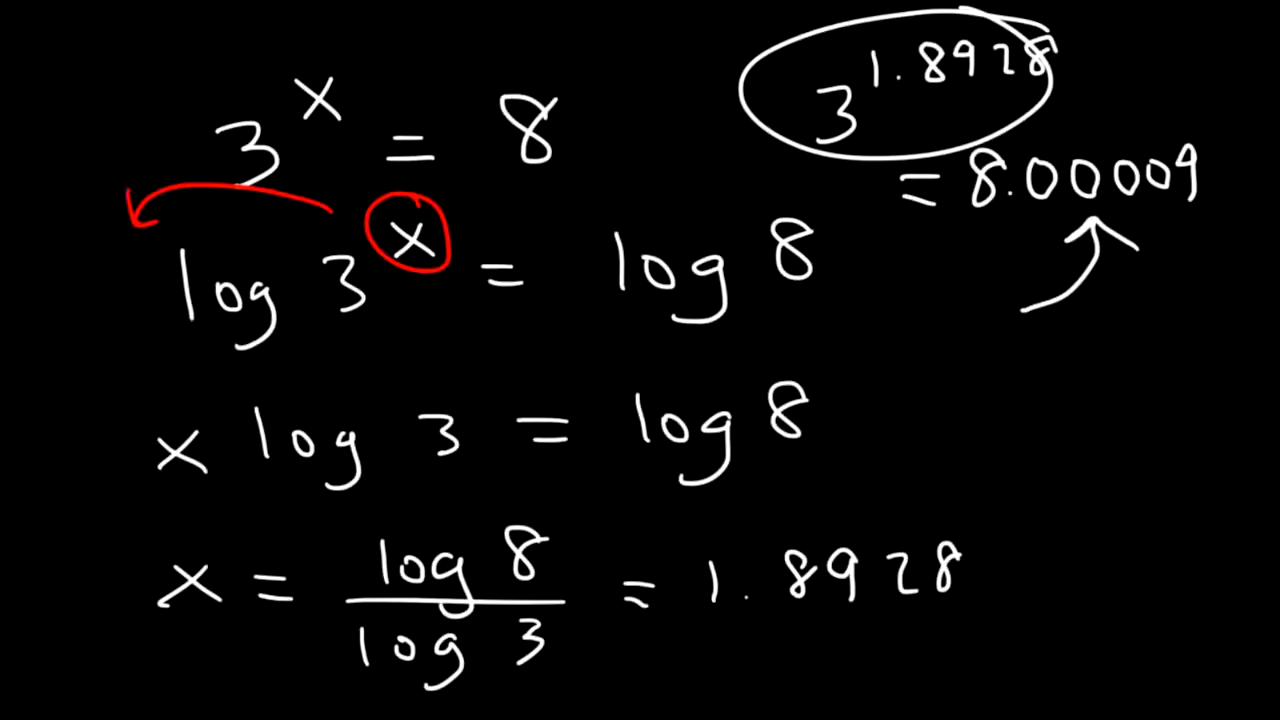 3^x = 8
3^1.8928
= 8.00009
log 3^x = log 8
x log 3 = log 8
x = log 8 / log 3 = 1.8928